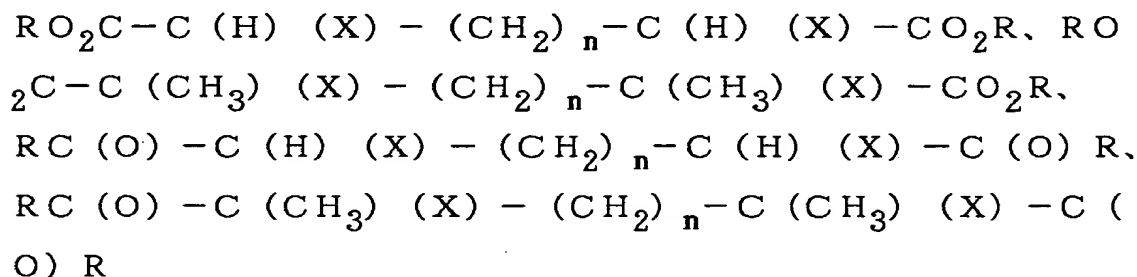 RO₂C−C (H) (X) − (CH₂) ₙ−C (H) (X) −CO₂R、RO
₂C−C (CH₃) (X) − (CH₂) ₙ−C (CH₃) (X) −CO₂R、
RC (O) −C (H) (X) − (CH₂) ₙ−C (H) (X) −C (O) R、
RC (O) −C (CH₃) (X) − (CH₂) ₙ−C (CH₃) (X) −C (
O) R